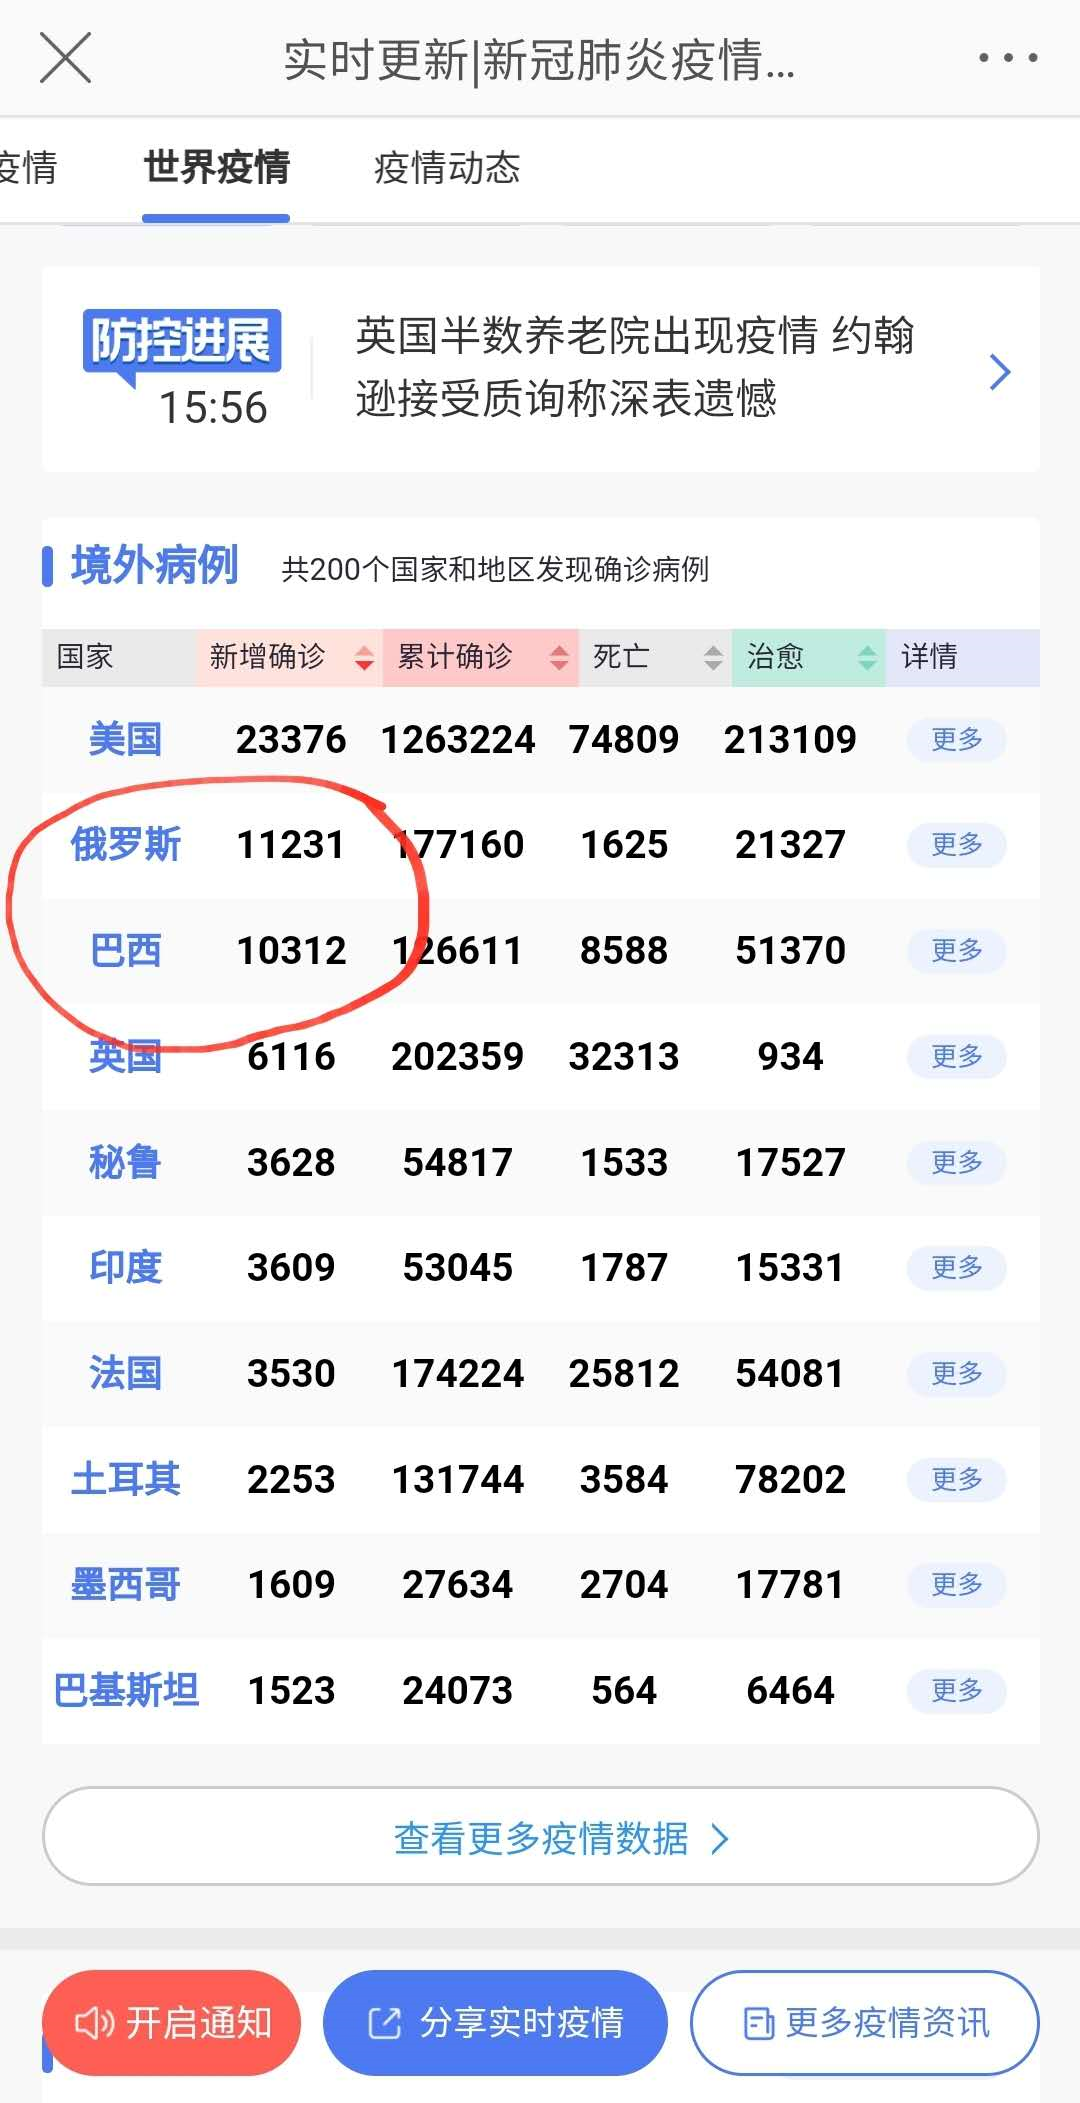 实时更新|新冠肺炎疫情...
疫情 世界疫情 疫情动态
防控进展
15:56
英国半数养老院出现疫情 约翰
逊接受质询称深表遗憾
境外病例 共200个国家和地区发现确诊病例
国家 新增确诊 累计确诊 死亡 治愈 详情
美国 23376 1263224 74809 213109 更多
俄罗斯 11231 177160 1625 21327 更多
巴西 10312 126611 8588 51370 更多
英国 6116 202359 32313 934 更多
秘鲁 3628 54817 1533 17527 更多
印度 3609 53045 1787 15331 更多
法国 3530 174224 25812 54081 更多
土耳其 2253 131744 3584 78202 更多
墨西哥 1609 27634 2704 17781 更多
巴基斯坦 1523 24073 564 6464 更多
查看更多疫情数据
开启通知 分享实时疫情 更多疫情资讯